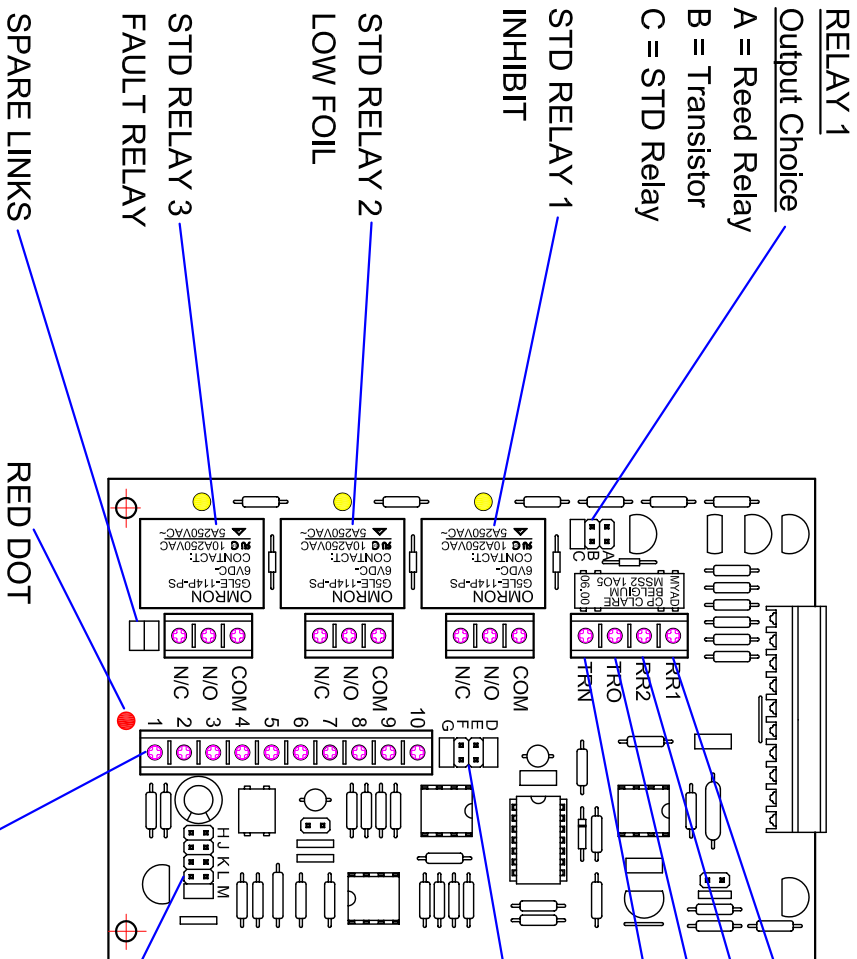 RELAY 1
Output Choice
A = Reed Relay
B = Transistor
C = STD Relay
STD RELAY 1
INHIBIT
STD RELAY 2
LOW FOIL
STD RELAY 3
FAULT RELAY
SPARE LINKS
RED DOT
A
B
C
MYAD
CP CLARE
BELGIUM
MSS2 1A05
906.00
RR1
RR2
TRO
TRN
OMRON
G5LE-114P-PS
6VDC-
CONTACT:
10A250VAC
5A250VAC~
COM
N/O
N/C
OMRON
G5LE-114P-PS
6VDC-
CONTACT:
10A250VAC
5A250VAC~
COM
N/O
N/C
OMRON
G5LE-114P-PS
6VDC-
CONTACT:
10A250VAC
5A250VAC~
COM
N/O
N/C
10
9
8
7
6
5
4
3
2
1
D
E
F
G
H J K L M